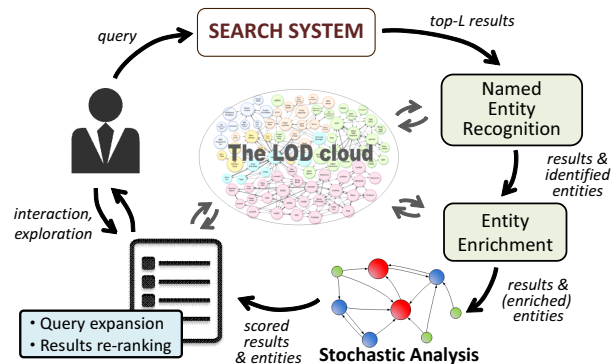 query
SEARCH SYSTEM
top-L results
Named
Entity
Recognition
The LOD cloud
results &
identified
entities
interaction,
exploration
Entity
Enrichment
results &
(enriched)
entities
• Query expansion
• Results re-ranking
scored
results
& entities
Stochastic Analysis